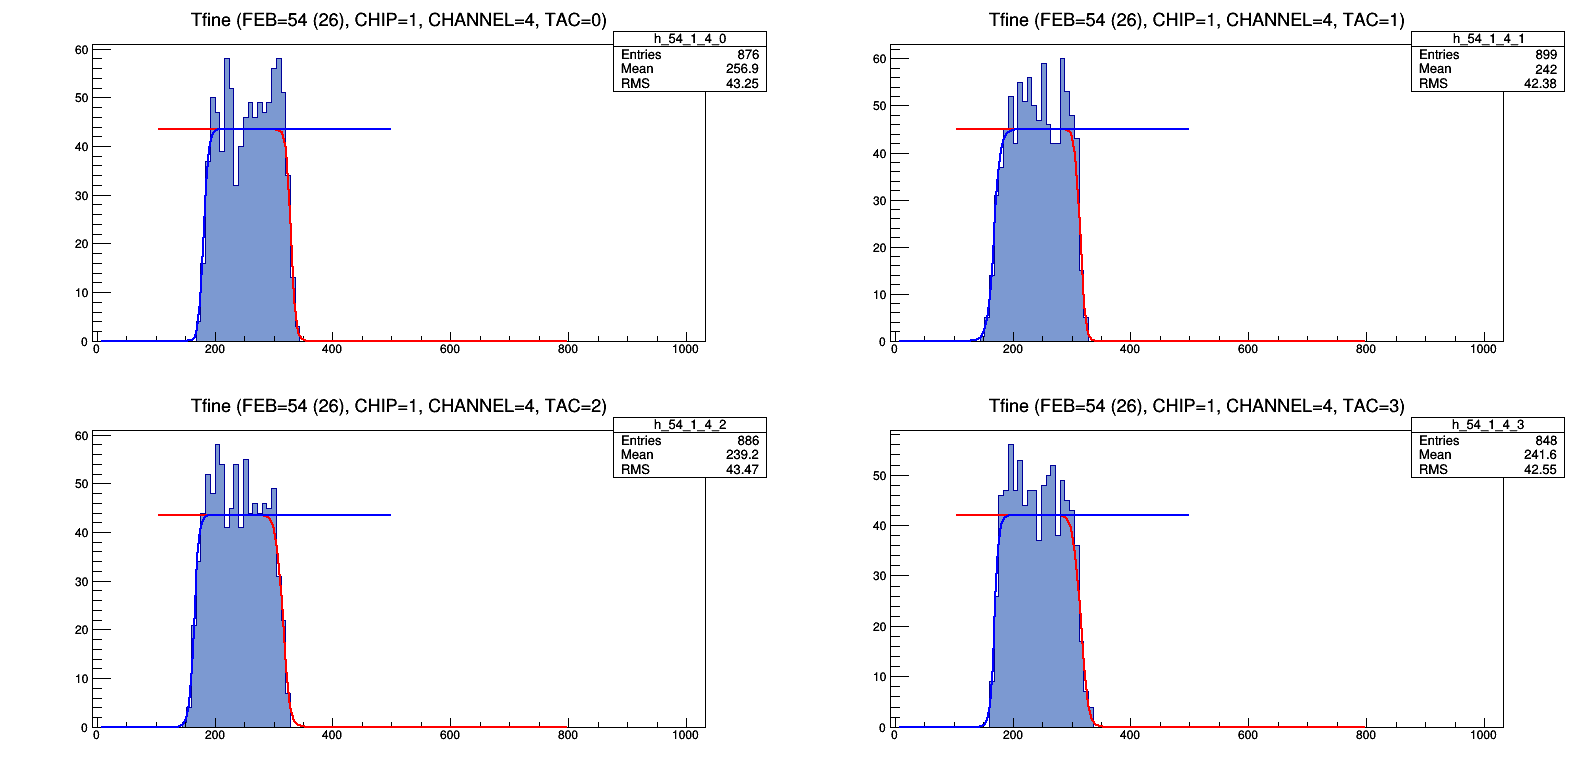 Tfine (FEB=54 (26), CHIP=1, CHANNEL=4, TAC=0)
h_54_1_4_0
Entries 876
Mean 256.9
RMS 43.25
60
50
40
30
20
10
0
0 200 400 600 800 1000
Tfine (FEB=54 (26), CHIP=1, CHANNEL=4, TAC=1)
h_54_1_4_1
Entries 899
Mean 242
RMS 42.38
60
50
40
30
20
10
0
0 200 400 600 800 1000
Tfine (FEB=54 (26), CHIP=1, CHANNEL=4, TAC=2)
h_54_1_4_2
Entries 886
Mean 239.2
RMS 43.47
60
50
40
30
20
10
0
0 200 400 600 800 1000
Tfine (FEB=54 (26), CHIP=1, CHANNEL=4, TAC=3)
h_54_1_4_3
Entries 848
Mean 241.6
RMS 42.55
50
40
30
20
10
0
0 200 400 600 800 1000